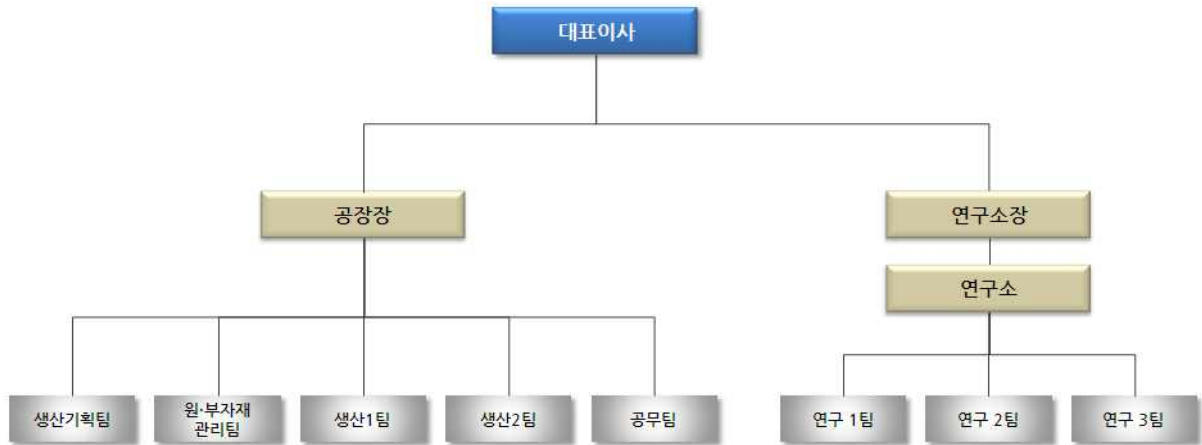 대표이사
공장장
연구소장
연구소
생산기획팀
원·부자재
관리팀
생산1팀
생산2팀
공무팀
연구 1팀
연구 2팀
연구 3팀